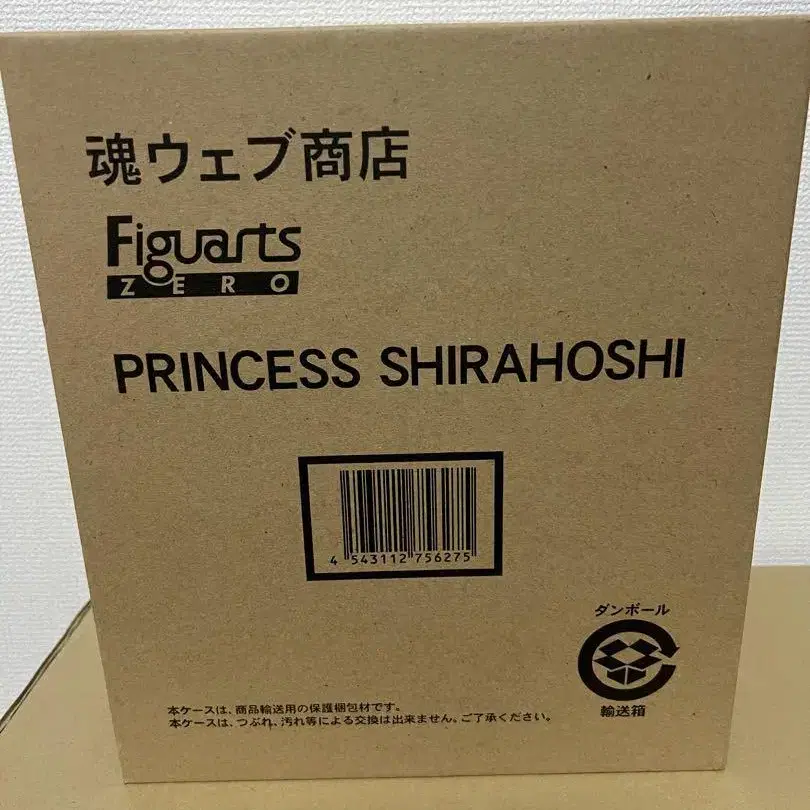 魂ウェブ商店
Figuarts
ZERO
PRINCESS SHIRAHOSHI
4 543112 756275
ダンボール
輸送箱
本ケースは、商品輸送用の保護梱包材です。
本ケースは、つぶれ、汚れ等による交換は出来ません。ご了承ください。